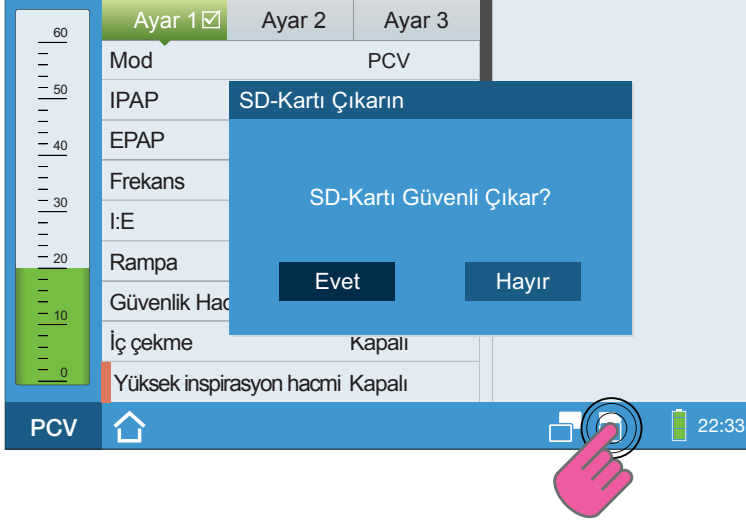 Ayar 1 Ayar 2 Ayar 3
60
50
40
30
20
10
0
Mod PCV
IPAP
EPAP
Frekans
I:E
Rampa
Güvenlik Hac
İç çekme Kapalı
Yüksek inspirasyon hacmi Kapalı
SD-Kartı Çıkarın
SD-Kartı Güvenli Çıkar?
Evet Hayır
PCV 22:33